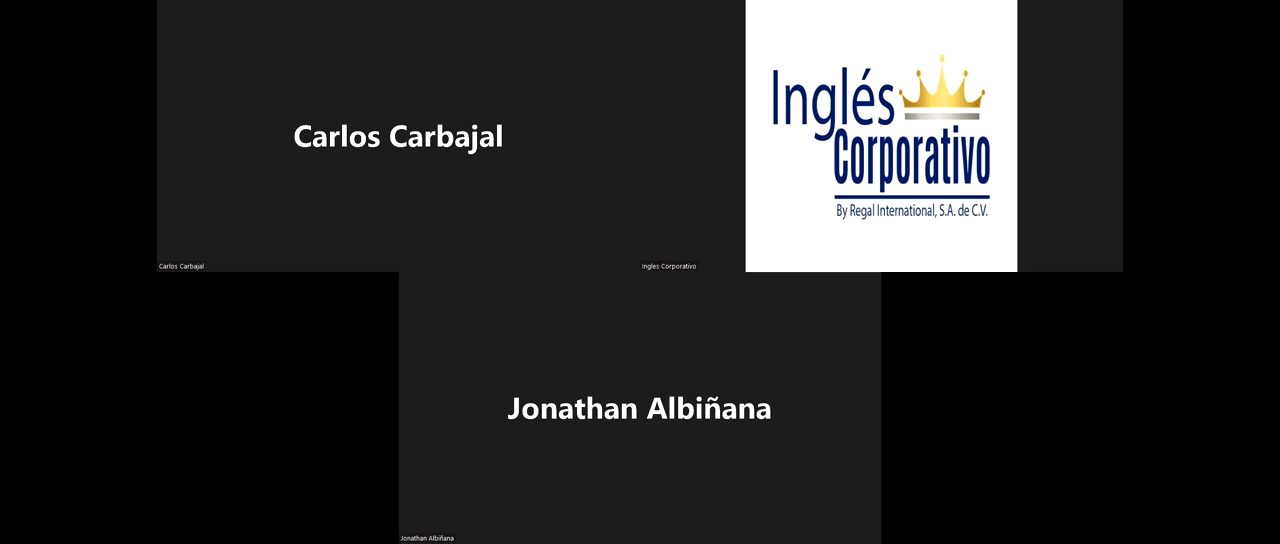 Carlos Carbajal
Carlos Carbajal
Inglés
Corporativo
By Regal International, S.A. de C.V.
Ingles Corporativo
Jonathan Albiñana
Jonathan Albiñana